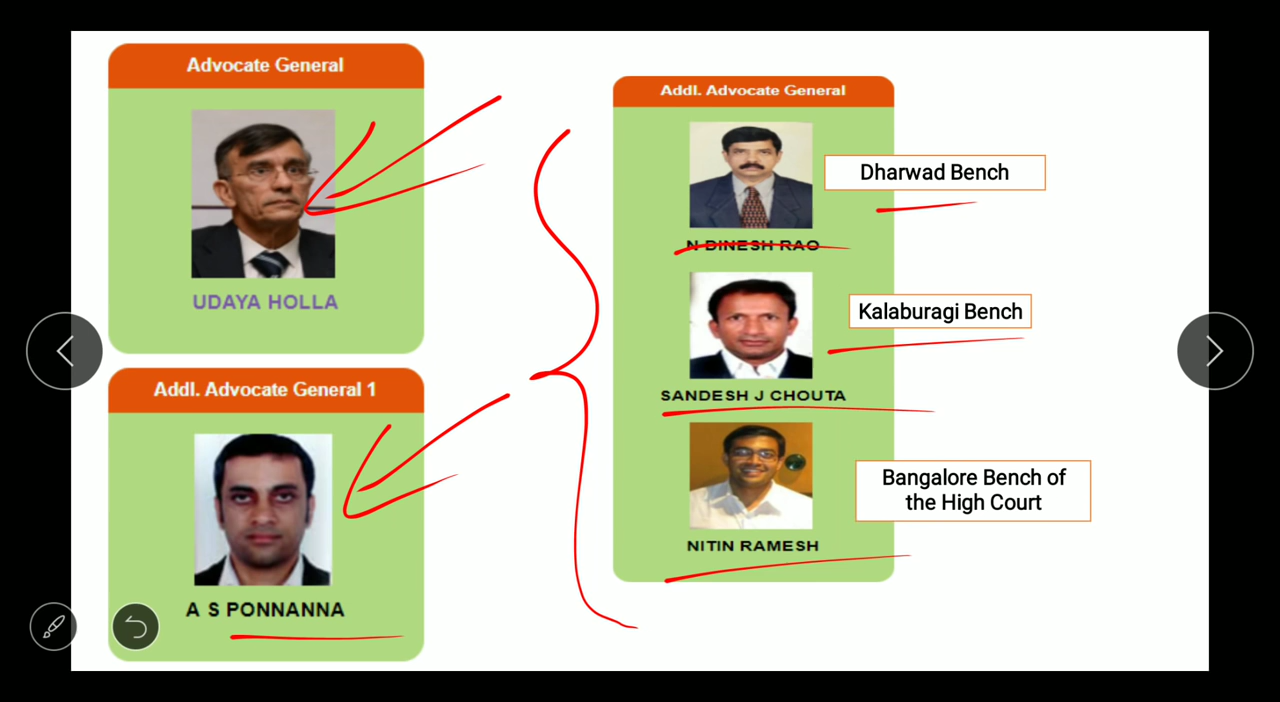 Advocate General
UDAYA HOLLA
Addl. Advocate General 1
A S PONNANNA
Addl. Advocate General
Dharwad Bench
N DINESH RAO
Kalaburagi Bench
SANDESH J CHOUTA
Bangalore Bench of
the High Court
NITIN RAMESH